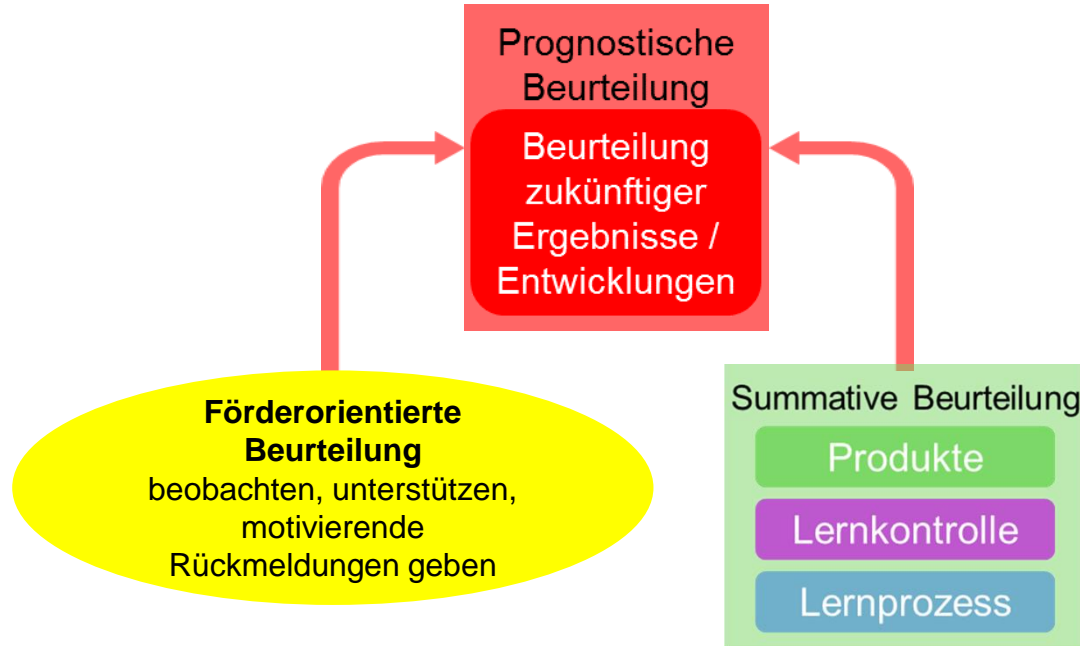 Prognostische
Beurteilung
Beurteilung
zukünftiger
Ergebnisse /
Entwicklungen
Förderorientierte
Beurteilung
beobachten, unterstützen,
motivierende
Rückmeldungen geben
Summative Beurteilung
Produkte
Lernkontrolle
Lernprozess